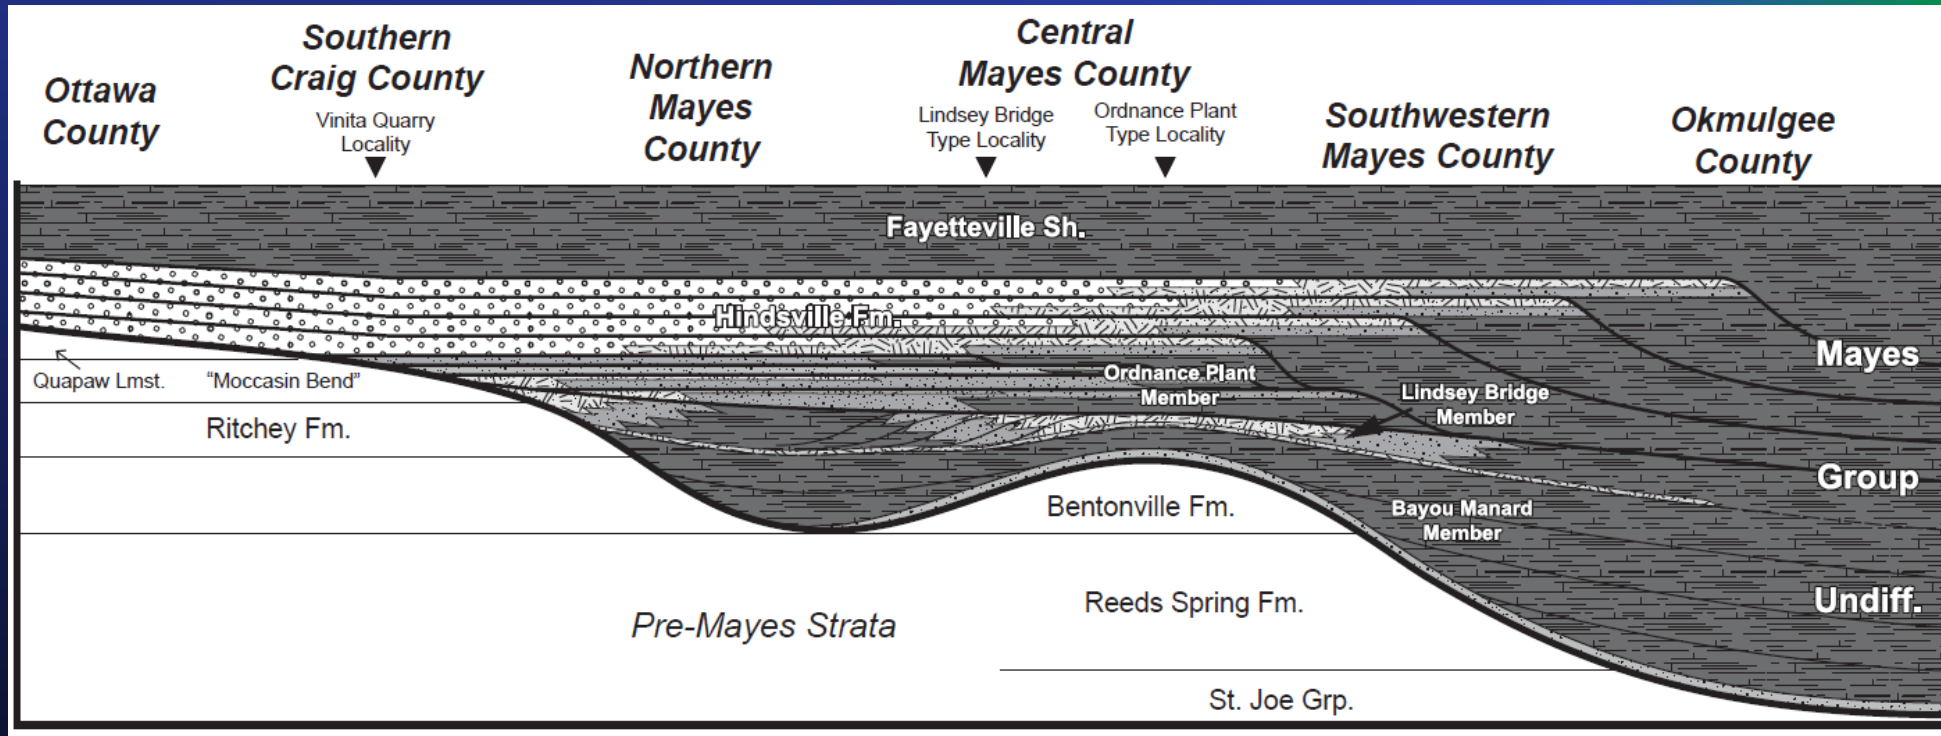 Ottawa
County
Southern
Craig County
Vinita Quarry
Locality
Northern
Mayes
County
Central
Mayes County
Lindsey Bridge
Type Locality
Ordnance Plant
Type Locality
Southwestern
Mayes County
Okmulgee
County
Fayetteville Sh.
Hindsville Fm.
Mayes
Quapaw Lmst.
"Moccasin Bend"
Ordnance Plant
Member
Lindsey Bridge
Member
Ritchey Fm.
Group
Bentonville Fm.
Bayou Manard
Member
Reeds Spring Fm.
Undiff.
Pre-Mayes Strata
St. Joe Grp.